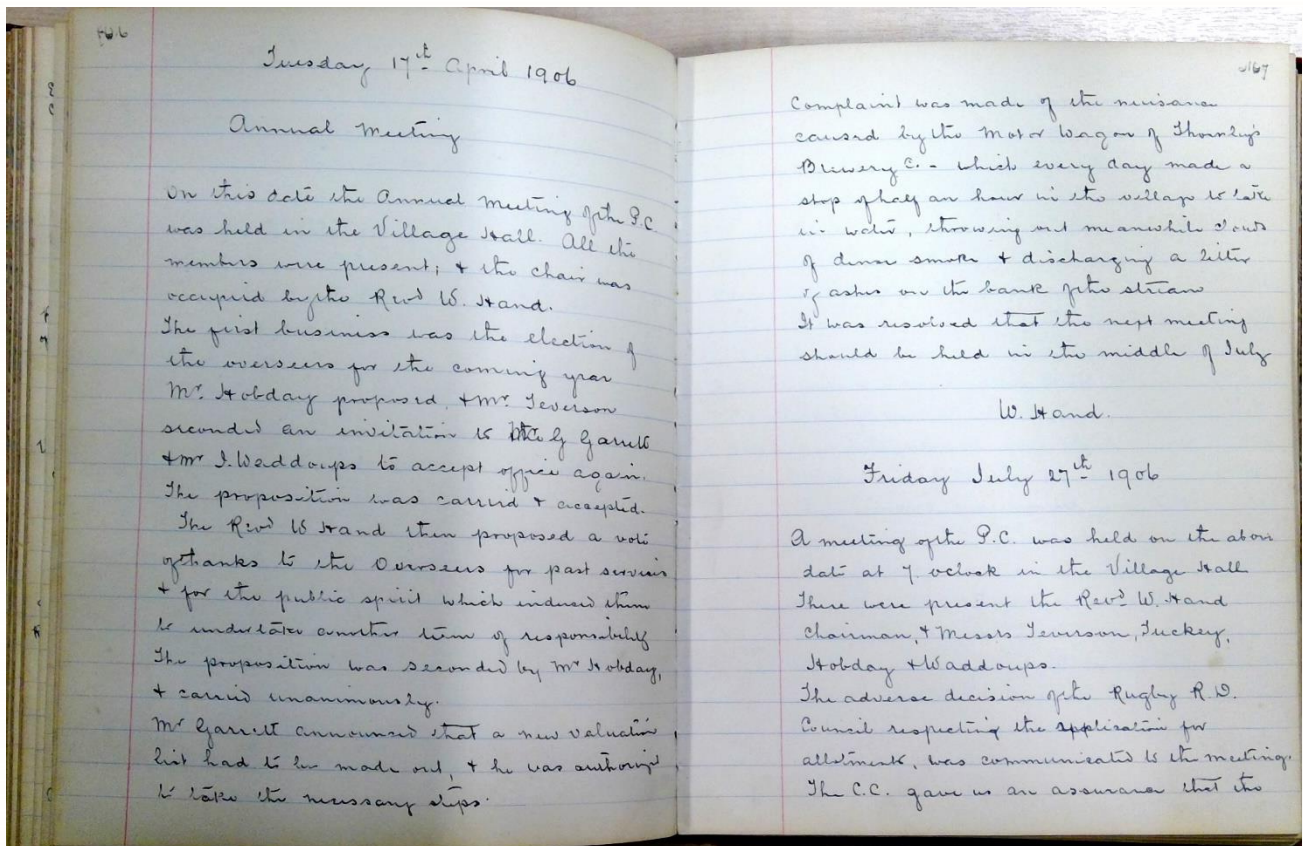 Tuesday 17th April 1906
Annual Meeting
On this date the Annual Meeting of the P.C.
was held in the Village Hall. All the
members were present; & the chair was
occupied by the Revd W. Hand.
The first business was the election of
the overseers for the coming year
Mr. Hobday proposed, & Mr. Teverson
seconded an invitation to G Garrett
& Mr J. Waddoups to accept office again.
The proposition was carried & accepted.
The Revd W Hand then proposed a vote
of thanks to the Overseers for past services
& for the public spirit which induced them
to undertake another term of responsibility
The proposition was seconded by Mr Hobday,
& carried unanimously.
Mr Garrett announced that a new valuation
list had to be made out, & he was authorized
to take the necessary steps.
167
Complaint was made of the nuisance
caused by the Motor Wagon of Thornley's
Brewery C. - which every day made a
stop of half an hour in the village to take
in water, throwing out meanwhile clouds
of dense smoke & discharging a litter
of ashes on the bank of the stream
It was resolved that the next meeting
should be held in the middle of July
W. Hand.
Friday July 27th 1906
A meeting of the P.C. was held on the above
date at 7 oclock in the Village Hall
There were present the Revd W. Hand
Chairman, & Messrs Teverson, Tuckey,
Hobday & Waddoups.
The adverse decision of the Rugby R.D.
Council respecting the application for
allotments, was communicated to the meeting.
The C.C. gave us an assurance that the